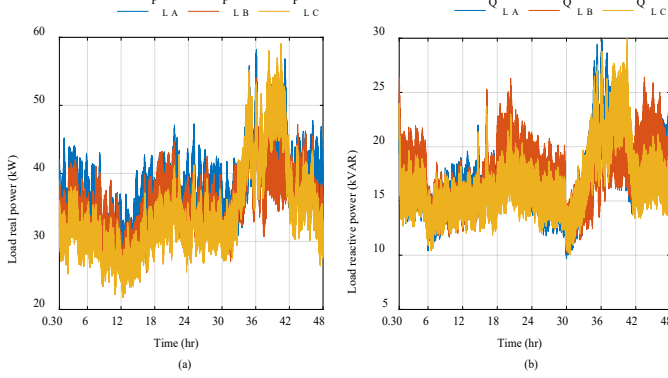 P L A P L B P L C
60
50
40
30
20
Load real power (kW)
0.30 6 12 18 24 30 36 42 48
Time (hr)
(a)
Q L A Q L B Q L C
30
25
20
15
10
5
Load reactive power (kVAR)
0.30 6 12 18 24 30 36 42 48
Time (hr)
(b)